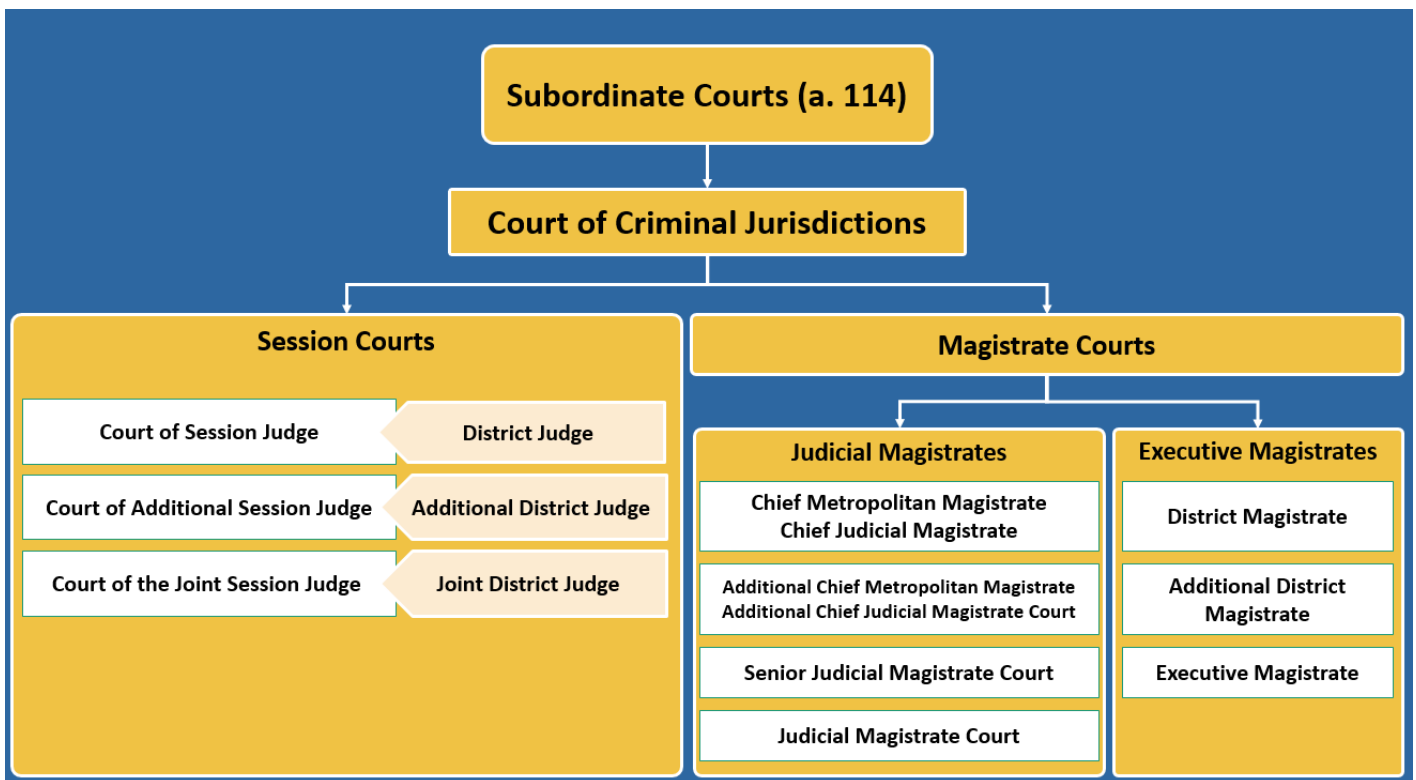 Subordinate Courts (a. 114)
Court of Criminal Jurisdictions
Session Courts
Court of Session Judge
District Judge
Court of Additional Session Judge
Additional District Judge
Court of the Joint Session Judge
Joint District Judge
Magistrate Courts
Judicial Magistrates
Chief Metropolitan Magistrate
Chief Judicial Magistrate
Additional Chief Metropolitan Magistrate
Additional Chief Judicial Magistrate Court
Senior Judicial Magistrate Court
Judicial Magistrate Court
Executive Magistrates
District Magistrate
Additional District
Magistrate
Executive Magistrate